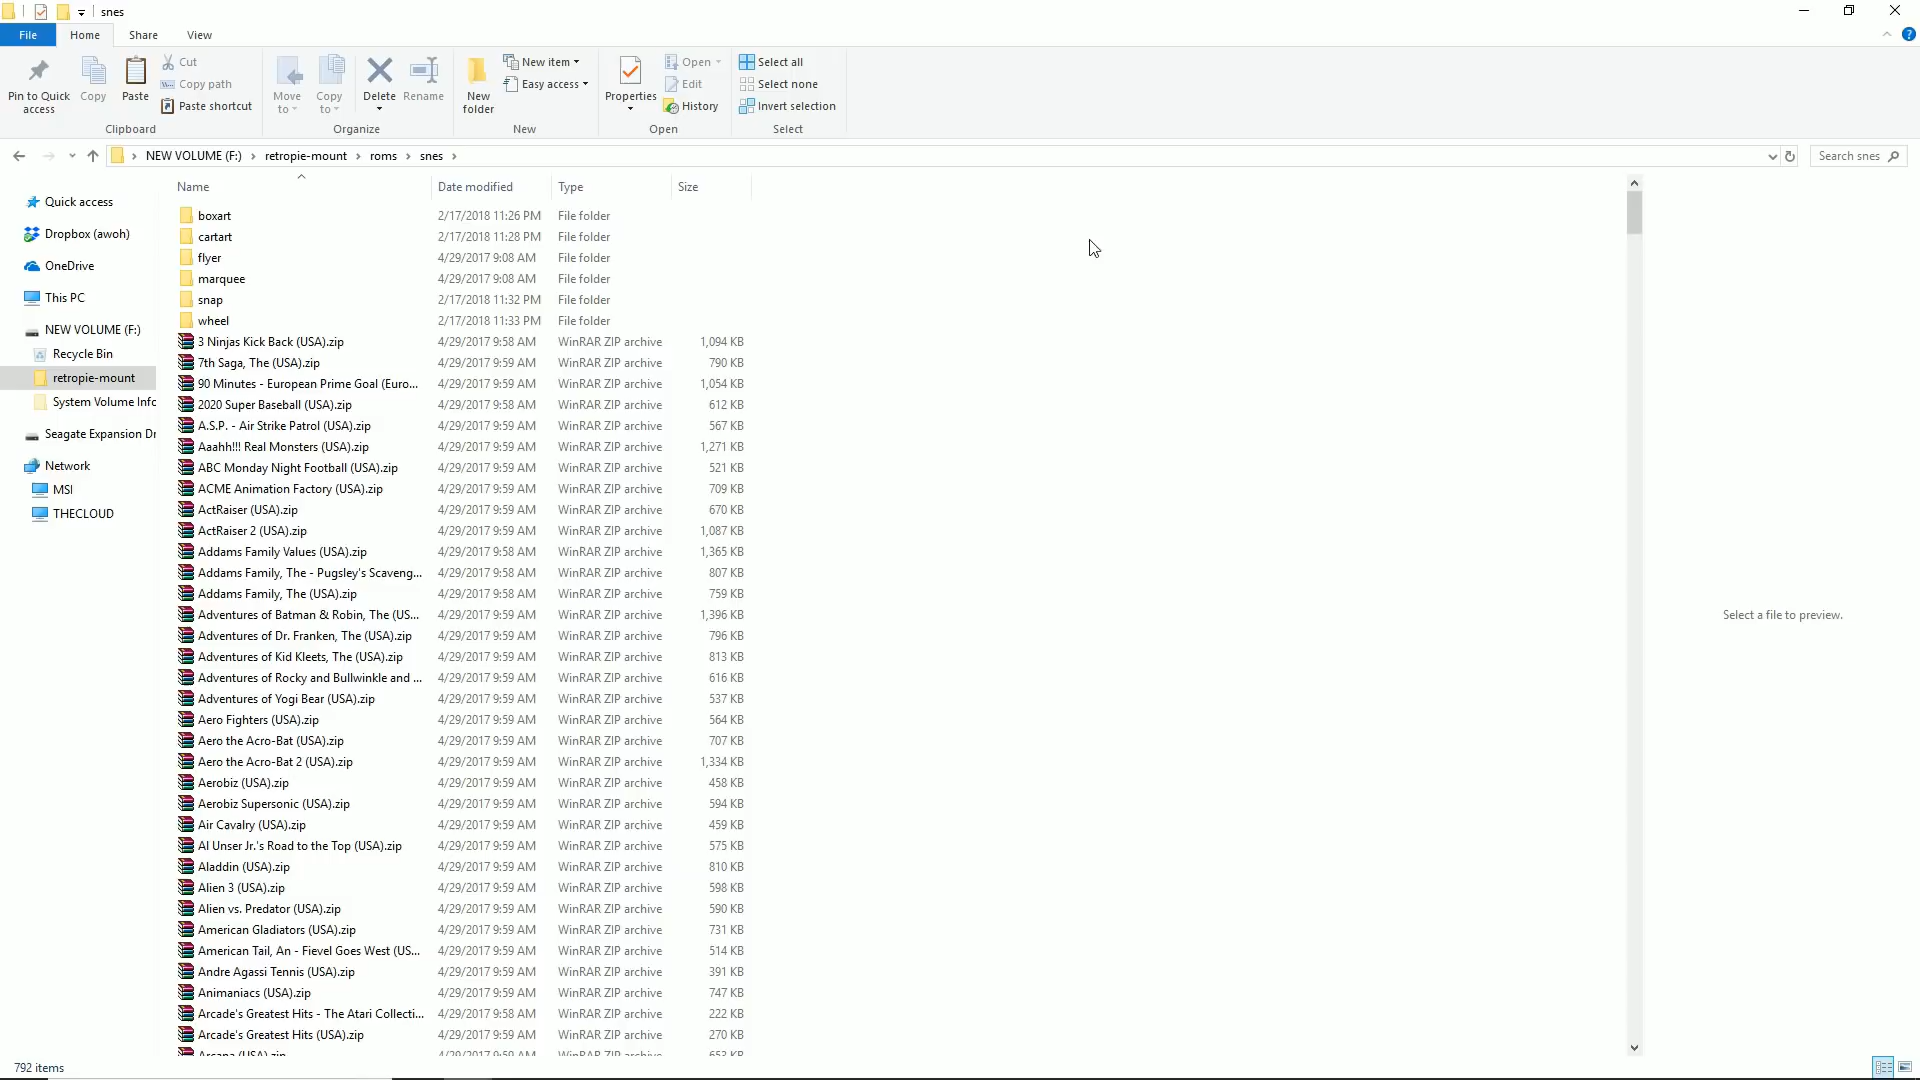 snes
File Home Share View
Pin to Quick access
Copy
Paste
Cut
Copy path
Paste shortcut
Clipboard
Move to
Copy to
Delete
Rename
Organize
New folder
New item
Easy access
New
Properties
Open
Edit
History
Open
Select all
Select none
Invert selection
Select
NEW VOLUME (F:) retropie-mount roms snes
Search snes
Quick access
Dropbox (awoh)
OneDrive
This PC
NEW VOLUME (F:)
Recycle Bin
retropie-mount
System Volume Info
Seagate Expansion Dr
Network
MSI
THECLOUD
Name Date modified Type Size
boxart 2/17/2018 11:26 PM File folder
cartart 2/17/2018 11:28 PM File folder
flyer 4/29/2017 9:08 AM File folder
marquee 4/29/2017 9:08 AM File folder
snap 2/17/2018 11:32 PM File folder
wheel 2/17/2018 11:33 PM File folder
3 Ninjas Kick Back (USA).zip 4/29/2017 9:58 AM WinRAR ZIP archive 1,094 KB
7th Saga, The (USA).zip 4/29/2017 9:59 AM WinRAR ZIP archive 790 KB
90 Minutes - European Prime Goal (Euro... 4/29/2017 9:59 AM WinRAR ZIP archive 1,054 KB
2020 Super Baseball (USA).zip 4/29/2017 9:58 AM WinRAR ZIP archive 612 KB
A.S.P. - Air Strike Patrol (USA).zip 4/29/2017 9:59 AM WinRAR ZIP archive 567 KB
Aaahh!!! Real Monsters (USA).zip 4/29/2017 9:59 AM WinRAR ZIP archive 1,271 KB
ABC Monday Night Football (USA).zip 4/29/2017 9:59 AM WinRAR ZIP archive 521 KB
ACME Animation Factory (USA).zip 4/29/2017 9:59 AM WinRAR ZIP archive 709 KB
ActRaiser (USA).zip 4/29/2017 9:59 AM WinRAR ZIP archive 670 KB
ActRaiser 2 (USA).zip 4/29/2017 9:59 AM WinRAR ZIP archive 1,087 KB
Addams Family Values (USA).zip 4/29/2017 9:58 AM WinRAR ZIP archive 1,365 KB
Addams Family, The - Pugsley's Scaveng... 4/29/2017 9:58 AM WinRAR ZIP archive 807 KB
Addams Family, The (USA).zip 4/29/2017 9:58 AM WinRAR ZIP archive 759 KB
Adventures of Batman & Robin, The (US... 4/29/2017 9:59 AM WinRAR ZIP archive 1,396 KB
Adventures of Dr. Franken, The (USA).zip 4/29/2017 9:59 AM WinRAR ZIP archive 796 KB
Adventures of Kid Kleets, The (USA).zip 4/29/2017 9:59 AM WinRAR ZIP archive 813 KB
Adventures of Rocky and Bullwinkle and ... 4/29/2017 9:59 AM WinRAR ZIP archive 616 KB
Adventures of Yogi Bear (USA).zip 4/29/2017 9:59 AM WinRAR ZIP archive 537 KB
Aero Fighters (USA).zip 4/29/2017 9:59 AM WinRAR ZIP archive 564 KB
Aero the Acro-Bat (USA).zip 4/29/2017 9:59 AM WinRAR ZIP archive 707 KB
Aero the Acro-Bat 2 (USA).zip 4/29/2017 9:59 AM WinRAR ZIP archive 1,334 KB
Aerobiz (USA).zip 4/29/2017 9:59 AM WinRAR ZIP archive 458 KB
Aerobiz Supersonic (USA).zip 4/29/2017 9:59 AM WinRAR ZIP archive 594 KB
Air Cavalry (USA).zip 4/29/2017 9:59 AM WinRAR ZIP archive 459 KB
Al Unser Jr.'s Road to the Top (USA).zip 4/29/2017 9:59 AM WinRAR ZIP archive 575 KB
Aladdin (USA).zip 4/29/2017 9:59 AM WinRAR ZIP archive 810 KB
Alien 3 (USA).zip 4/29/2017 9:59 AM WinRAR ZIP archive 598 KB
Alien vs. Predator (USA).zip 4/29/2017 9:59 AM WinRAR ZIP archive 590 KB
American Gladiators (USA).zip 4/29/2017 9:59 AM WinRAR ZIP archive 731 KB
American Tail, An - Fievel Goes West (US... 4/29/2017 9:59 AM WinRAR ZIP archive 514 KB
Andre Agassi Tennis (USA).zip 4/29/2017 9:59 AM WinRAR ZIP archive 391 KB
Animaniacs (USA).zip 4/29/2017 9:59 AM WinRAR ZIP archive 747 KB
Arcade's Greatest Hits - The Atari Collecti... 4/29/2017 9:58 AM WinRAR ZIP archive 222 KB
Arcade's Greatest Hits (USA).zip 4/29/2017 9:59 AM WinRAR ZIP archive 270 KB
Arcana (USA).zip 4/29/2017 9:59 AM WinRAR ZIP archive 653 KB
Select a file to preview.
792 items